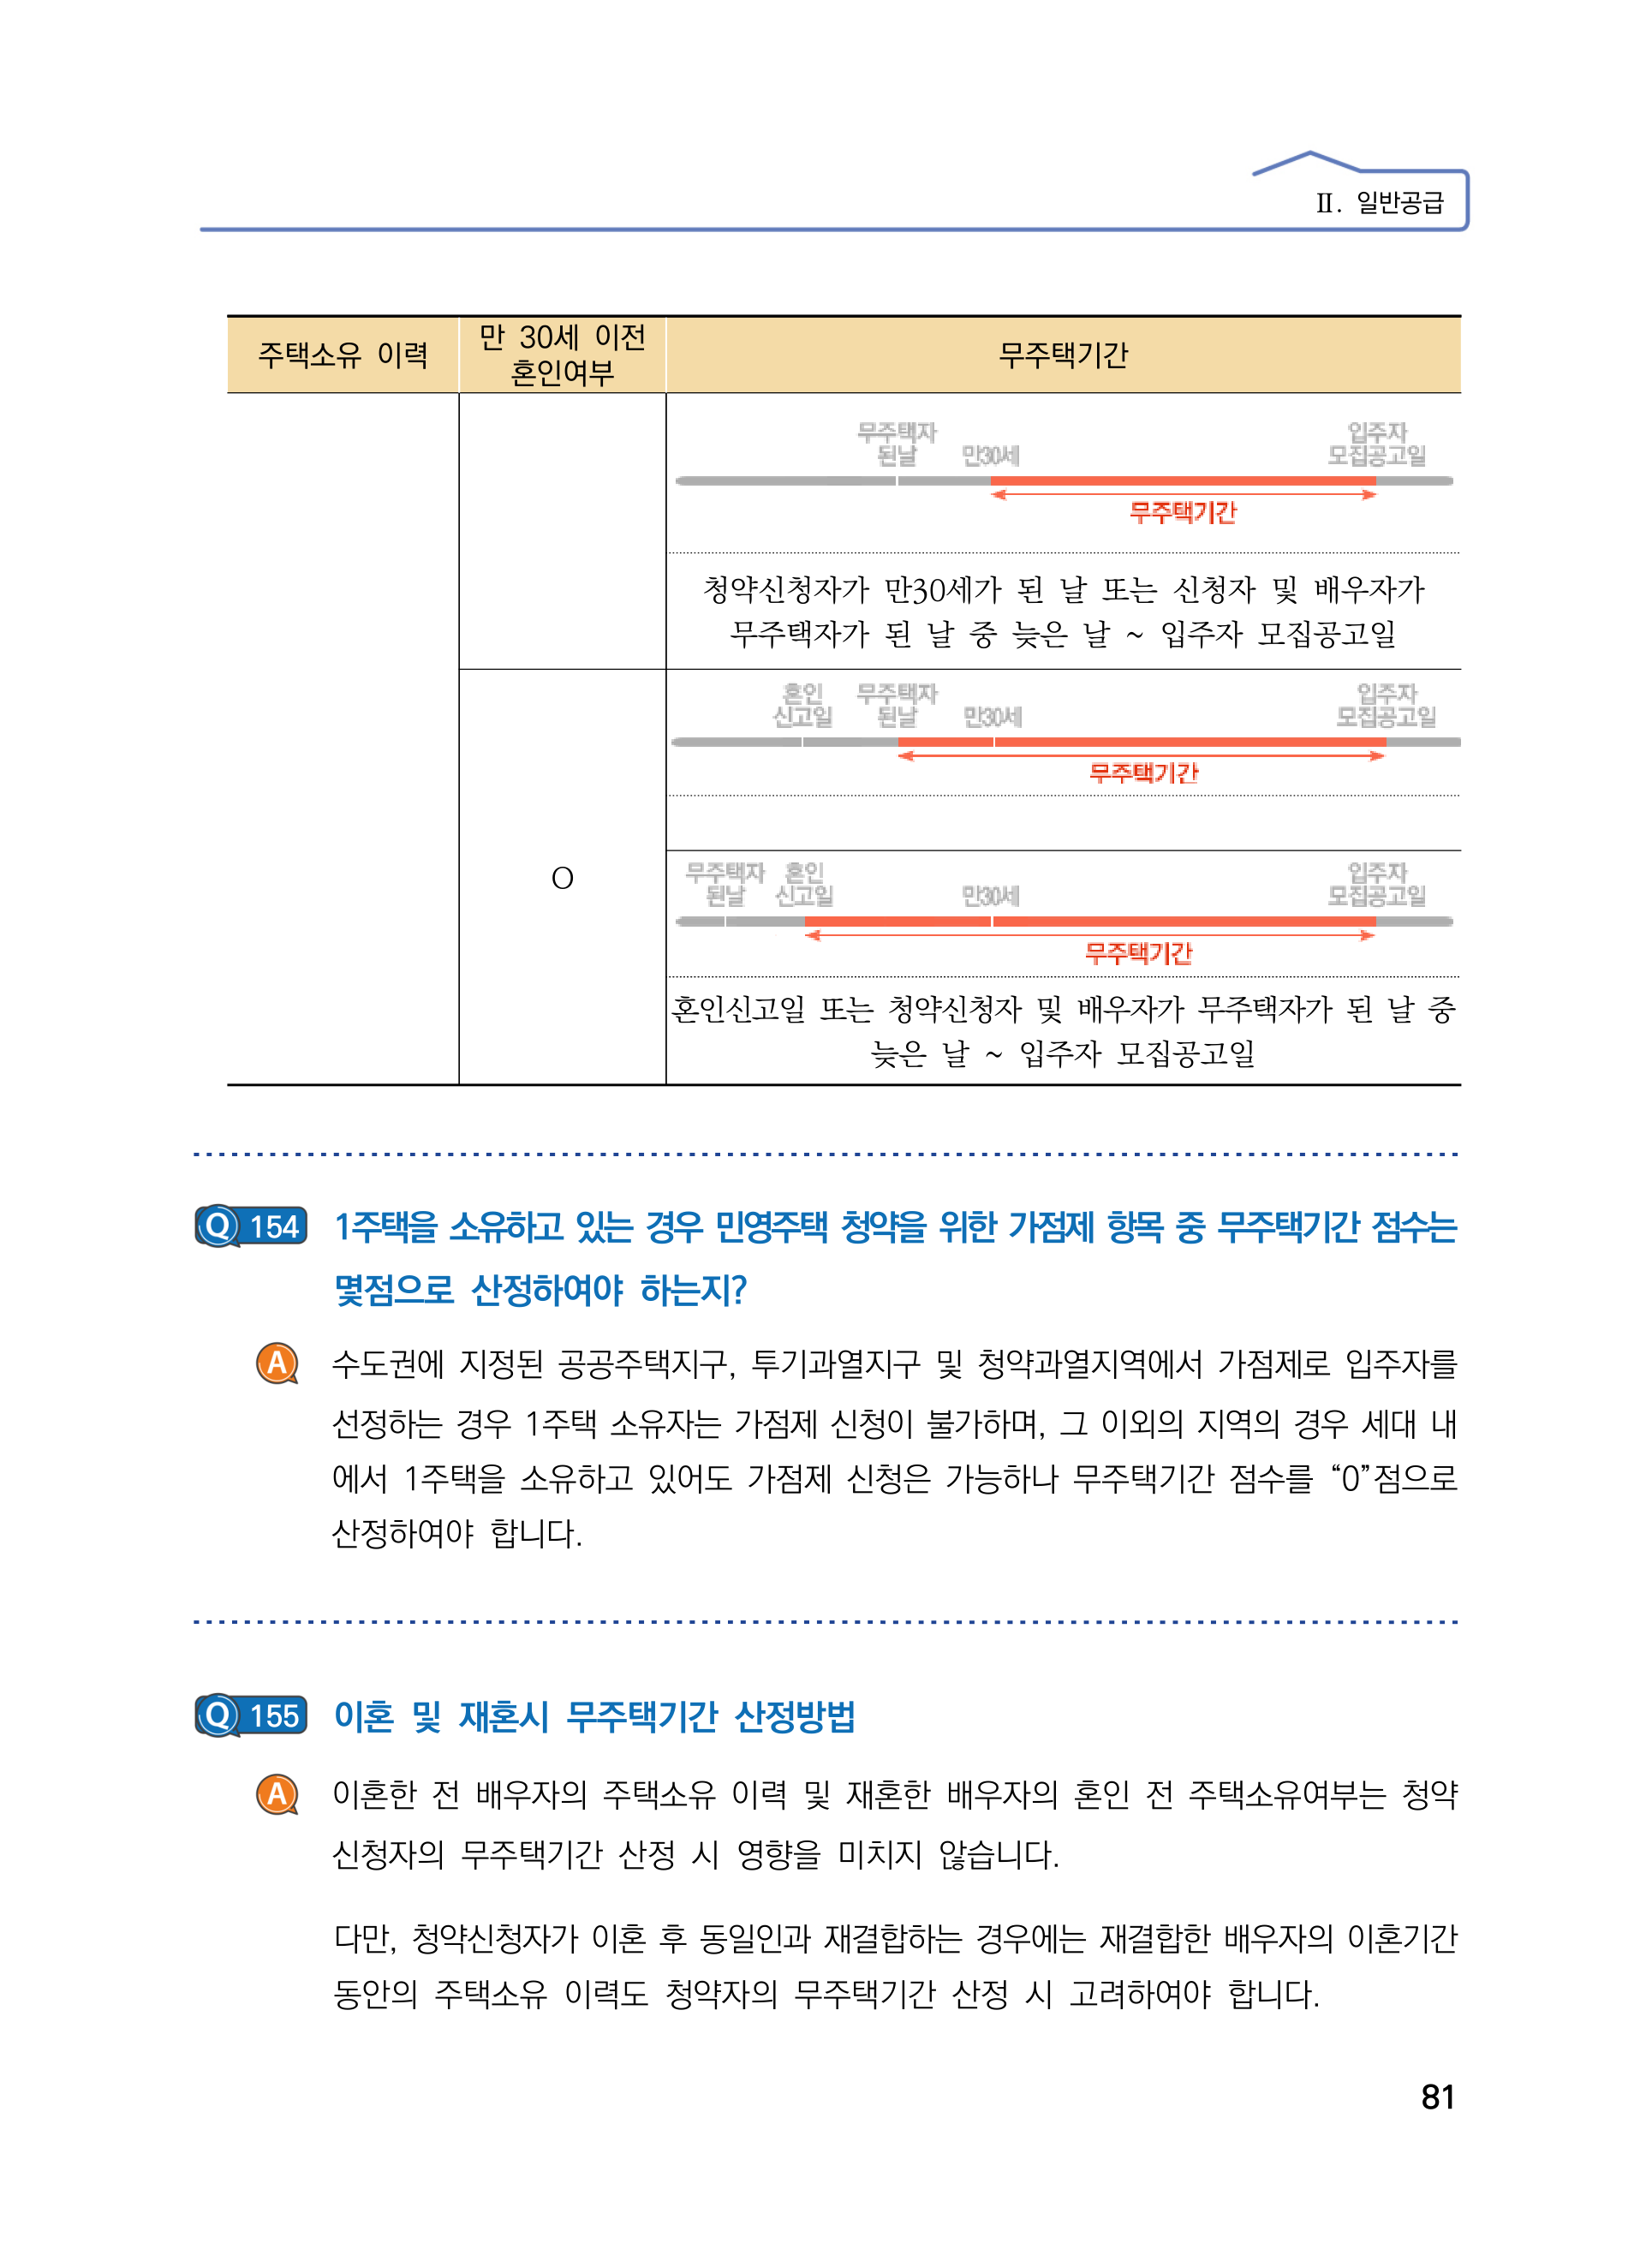 Ⅱ. 일반공급
주택소유 이력
만 30세 이전
혼인여부
무주택기간
무주택자
된날
만30세
입주자
모집공고일
무주택기간
청약신청자가 만30세가 된 날 또는 신청자 및 배우자가
무주택자가 된 날 중 늦은 날 ~ 입주자 모집공고일
O
혼인
신고일
무주택자
된날
만30세
입주자
모집공고일
무주택기간
무주택자
된날
혼인
신고일
만30세
입주자
모집공고일
무주택기간
혼인신고일 또는 청약신청자 및 배우자가 무주택자가 된 날 중
늦은 날 ~ 입주자 모집공고일
Q 154 1주택을 소유하고 있는 경우 민영주택 청약을 위한 가점제 항목 중 무주택기간 점수는
몇점으로 산정하여야 하는지?
A 수도권에 지정된 공공주택지구, 투기과열지구 및 청약과열지역에서 가점제로 입주자를
선정하는 경우 1주택 소유자는 가점제 신청이 불가하며, 그 이외의 지역의 경우 세대 내
에서 1주택을 소유하고 있어도 가점제 신청은 가능하나 무주택기간 점수를 “0”점으로
산정하여야 합니다.
Q 155 이혼 및 재혼시 무주택기간 산정방법
A 이혼한 전 배우자의 주택소유 이력 및 재혼한 배우자의 혼인 전 주택소유여부는 청약
신청자의 무주택기간 산정 시 영향을 미치지 않습니다.
다만, 청약신청자가 이혼 후 동일인과 재결합하는 경우에는 재결합한 배우자의 이혼기간
동안의 주택소유 이력도 청약자의 무주택기간 산정 시 고려하여야 합니다.
81